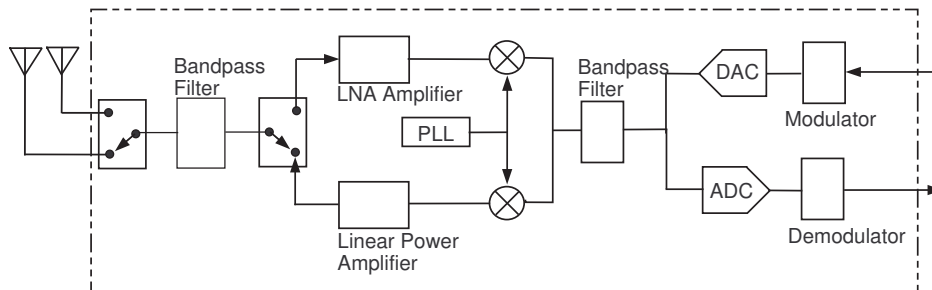 Bandpass
Filter
LNA Amplifier
PLL
Linear Power
Amplifier
Bandpass
Filter
DAC
Modulator
ADC
Demodulator